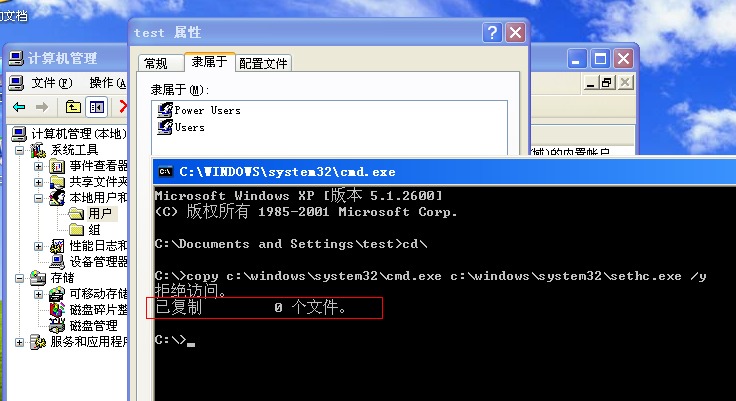 的文档
test 属性
计算机管理
文件(F) 操作(A
常规 隶属于 配置文件
隶属于(M):
Power Users
Users
计算机管理(本地)
系统工具
事件查看器
共享文件夹
本地用户和
用户
组
性能日志和
设备管理器
存储
可移动存储
磁盘碎片整
磁盘管理
服务和应用程序
域)的内置帐户
C:\WINDOWS\system32\cmd.exe
Microsoft Windows XP [版本 5.1.2600]
(C) 版权所有 1985-2001 Microsoft Corp.
C:\Documents and Settings\test>cd\
C:\>copy c:\windows\system32\cmd.exe c:\windows\system32\sethc.exe /y
拒绝访问。
已复制         0 个文件。
C:\>_